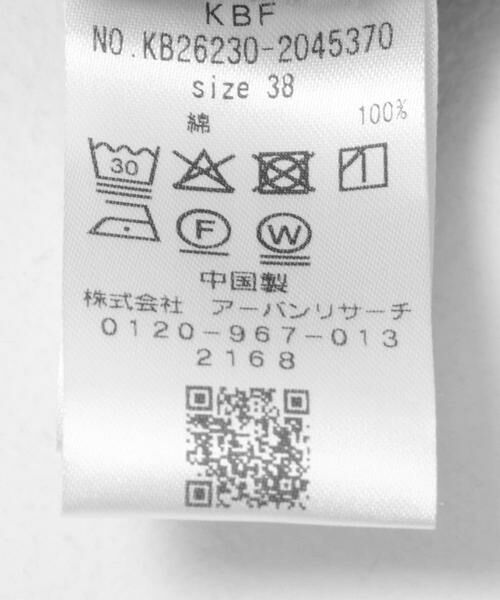 KBF
NO.KB26230-2045370
size 38
綿 100%
30
F W
中国製
株式会社 アーバンリサーチ
0120-967-013
2168